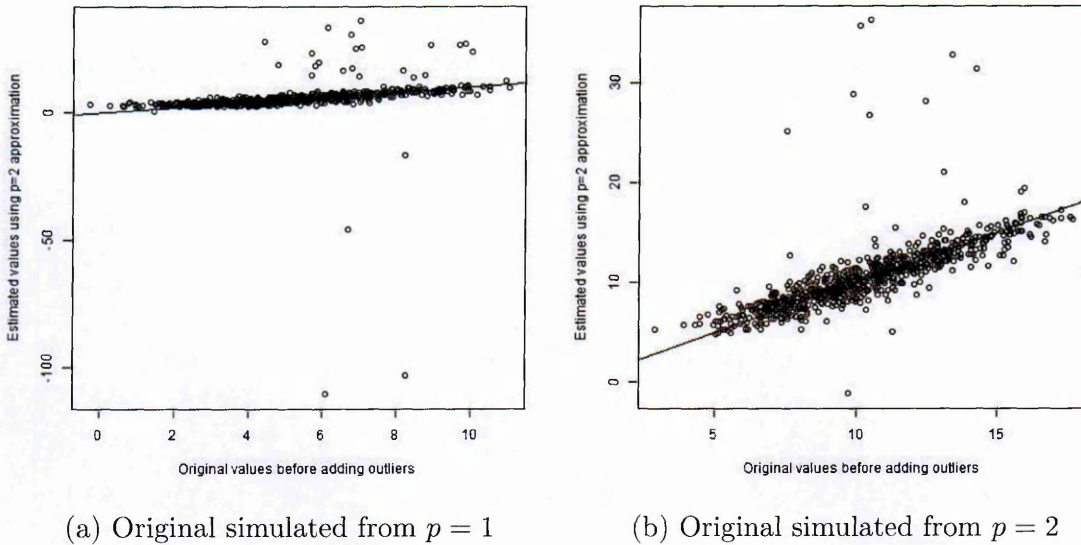 Estimated values using p=2 approximation
0
-50
-100
0 2 4 6 8 10
Original values before adding outliers
(a) Original simulated from p = 1
Estimated values using p=2 approximation
30
20
10
0
5 10 15
Original values before adding outliers
(b) Original simulated from p = 2